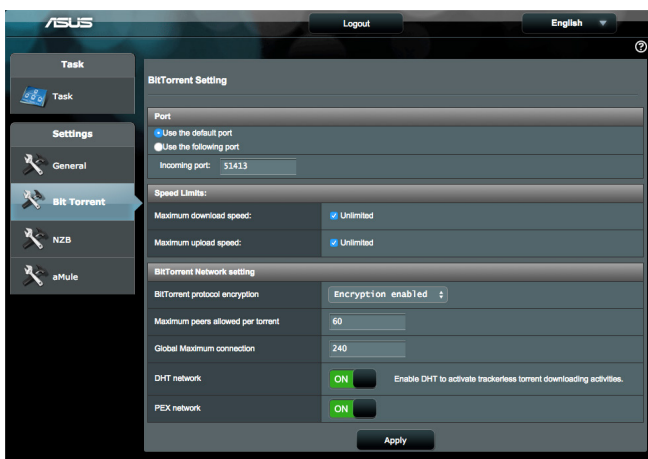 ASUS
Logout
English
?
Task
Task
Settings
General
Bit Torrent
NZB
aMule
BitTorrent Setting
Port
Use the default port
Use the following port
Incoming port: 51413
Speed Limits:
Maximum download speed: Unlimited
Maximum upload speed: Unlimited
BitTorrent Network setting
BitTorrent protocol encryption Encryption enabled
Maximum peers allowed per torrent 60
Global Maximum connection 240
DHT network ON Enable DHT to activate trackerless torrent downloading activities.
PEX network ON
Apply